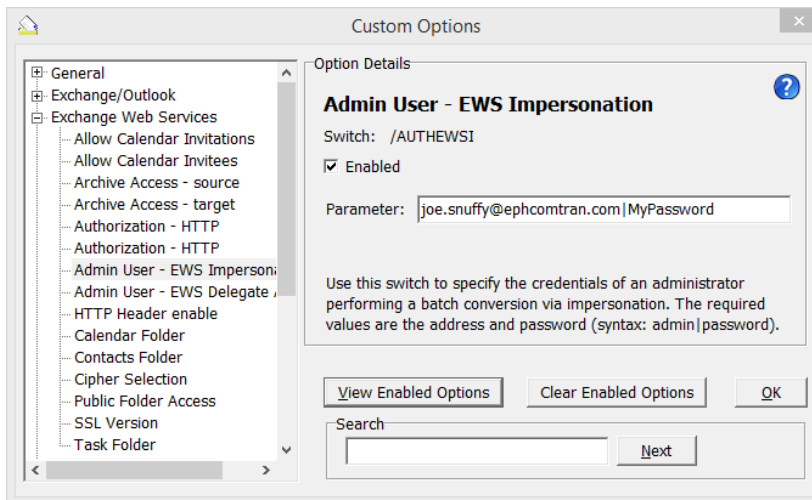 Custom Options
General
Exchange/Outlook
Exchange Web Services
Allow Calendar Invitations
Allow Calendar Invitees
Archive Access - source
Archive Access - target
Authorization - HTTP
Authorization - HTTP
Admin User - EWS Impersona
Admin User - EWS Delegate
HTTP Header enable
Calendar Folder
Contacts Folder
Cipher Selection
Public Folder Access
SSL Version
Task Folder
Option Details
?
Admin User - EWS Impersonation
Switch: /AUTHEWSI
Enabled
Parameter: joe.snuffy@ephcomtran.com|MyPassword
Use this switch to specify the credentials of an administrator
performing a batch conversion via impersonation. The required
values are the address and password (syntax: admin|password).
View Enabled Options Clear Enabled Options OK
Search
Next